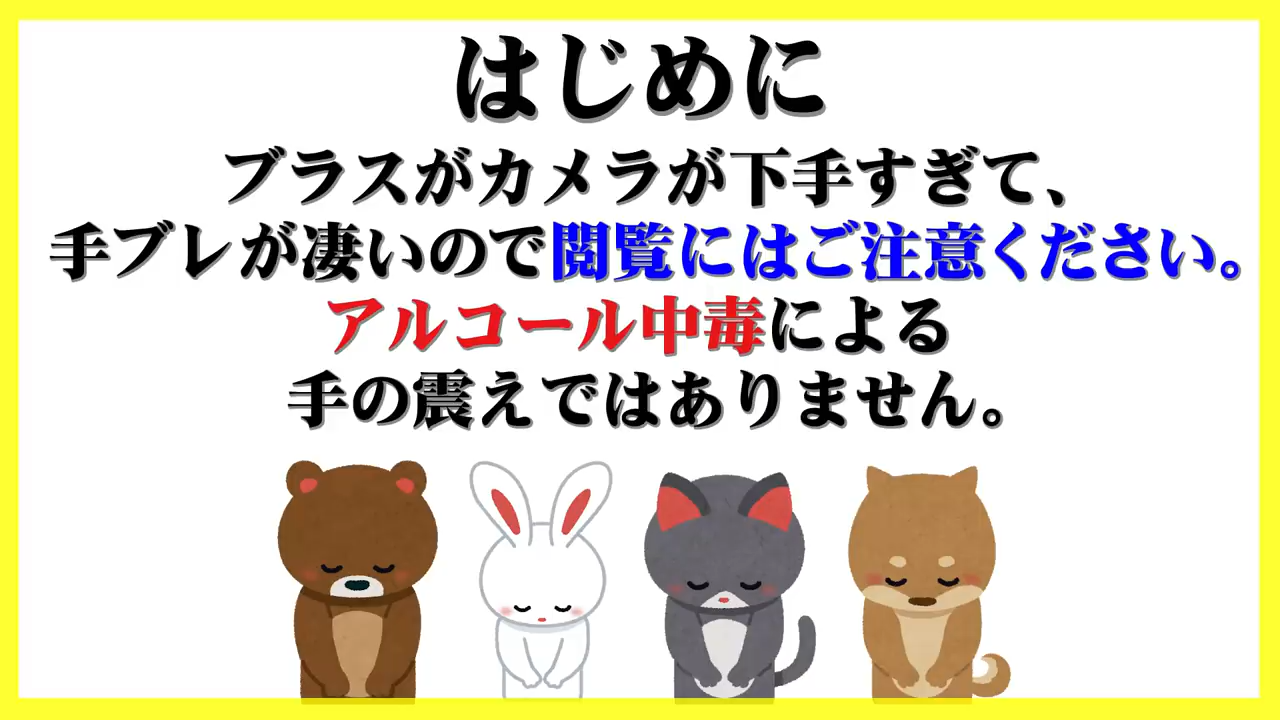 はじめに
ブラスがカメラが下手すぎて、
手ブレが凄いので閲覧にはご注意ください。
アルコール中毒による
手の震えではありません。